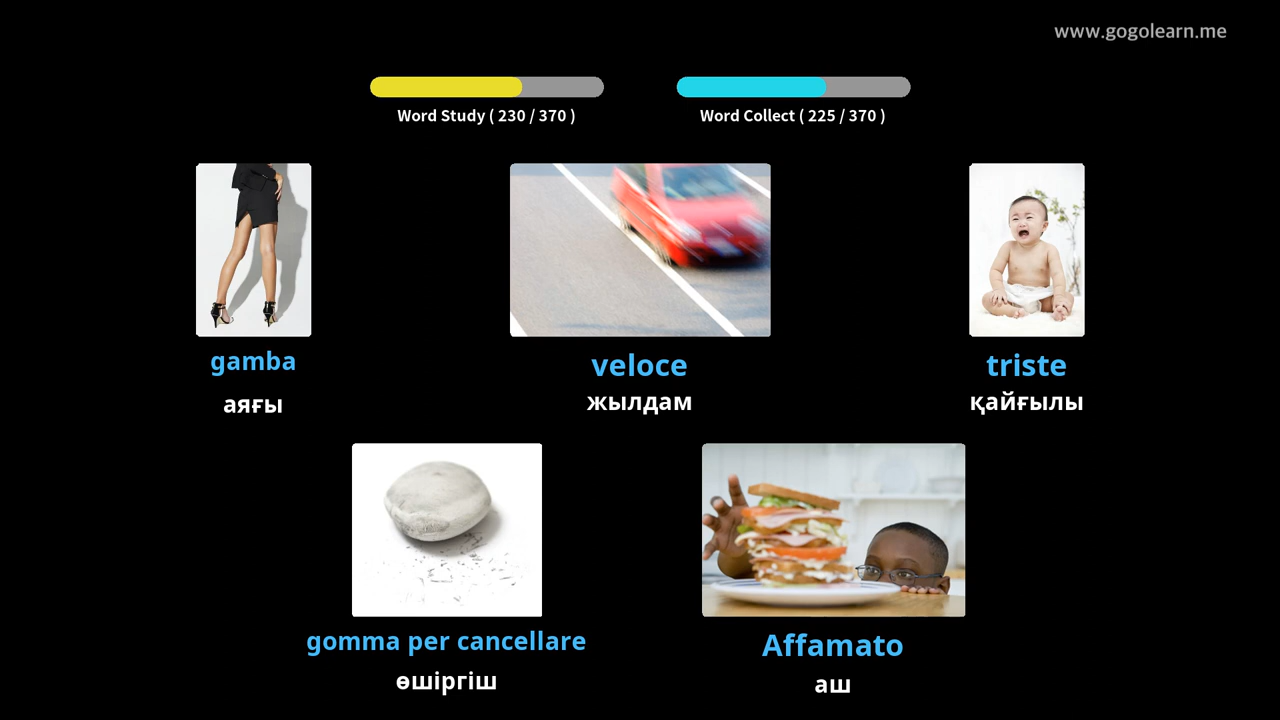 www.gogolearn.me
Word Study ( 230 / 370 )
Word Collect ( 225 / 370 )
gamba
аяғы
veloce
жылдам
triste
қайғылы
gomma per cancellare
өшіргіш
Affamato
аш